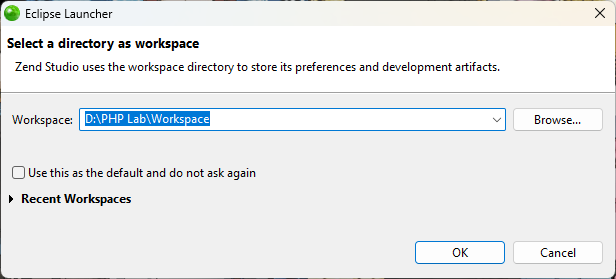 Eclipse Launcher
Select a directory as workspace
Zend Studio uses the workspace directory to store its preferences and development artifacts.
Workspace: D:\PHP Lab\Workspace Browse...
Use this as the default and do not ask again
Recent Workspaces
OK Cancel